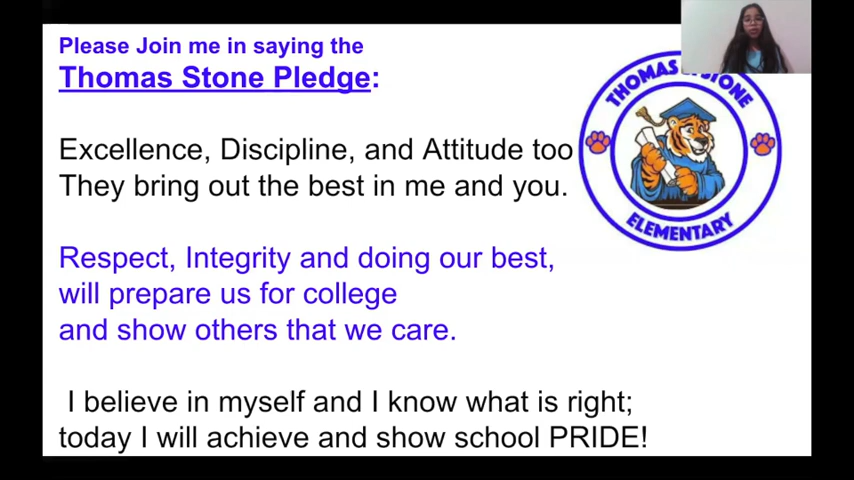 Please Join me in saying the
Thomas Stone Pledge:
Excellence, Discipline, and Attitude too
They bring out the best in me and you.
Respect, Integrity and doing our best,
will prepare us for college
and show others that we care.
I believe in myself and I know what is right;
today I will achieve and show school PRIDE!
THOMAS
STONE
ELEMENTARY